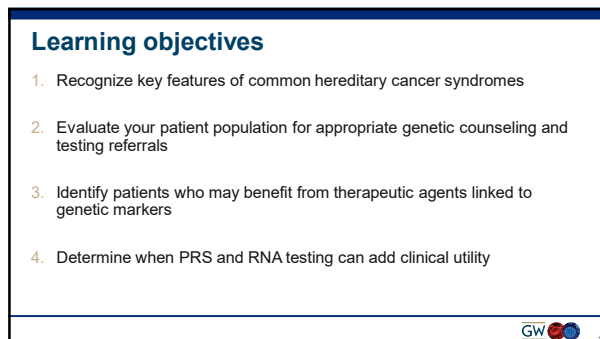 Learning objectives
1. Recognize key features of common hereditary cancer syndromes
2. Evaluate your patient population for appropriate genetic counseling and
testing referrals
3. Identify patients who may benefit from therapeutic agents linked to
genetic markers
4. Determine when PRS and RNA testing can add clinical utility
GW